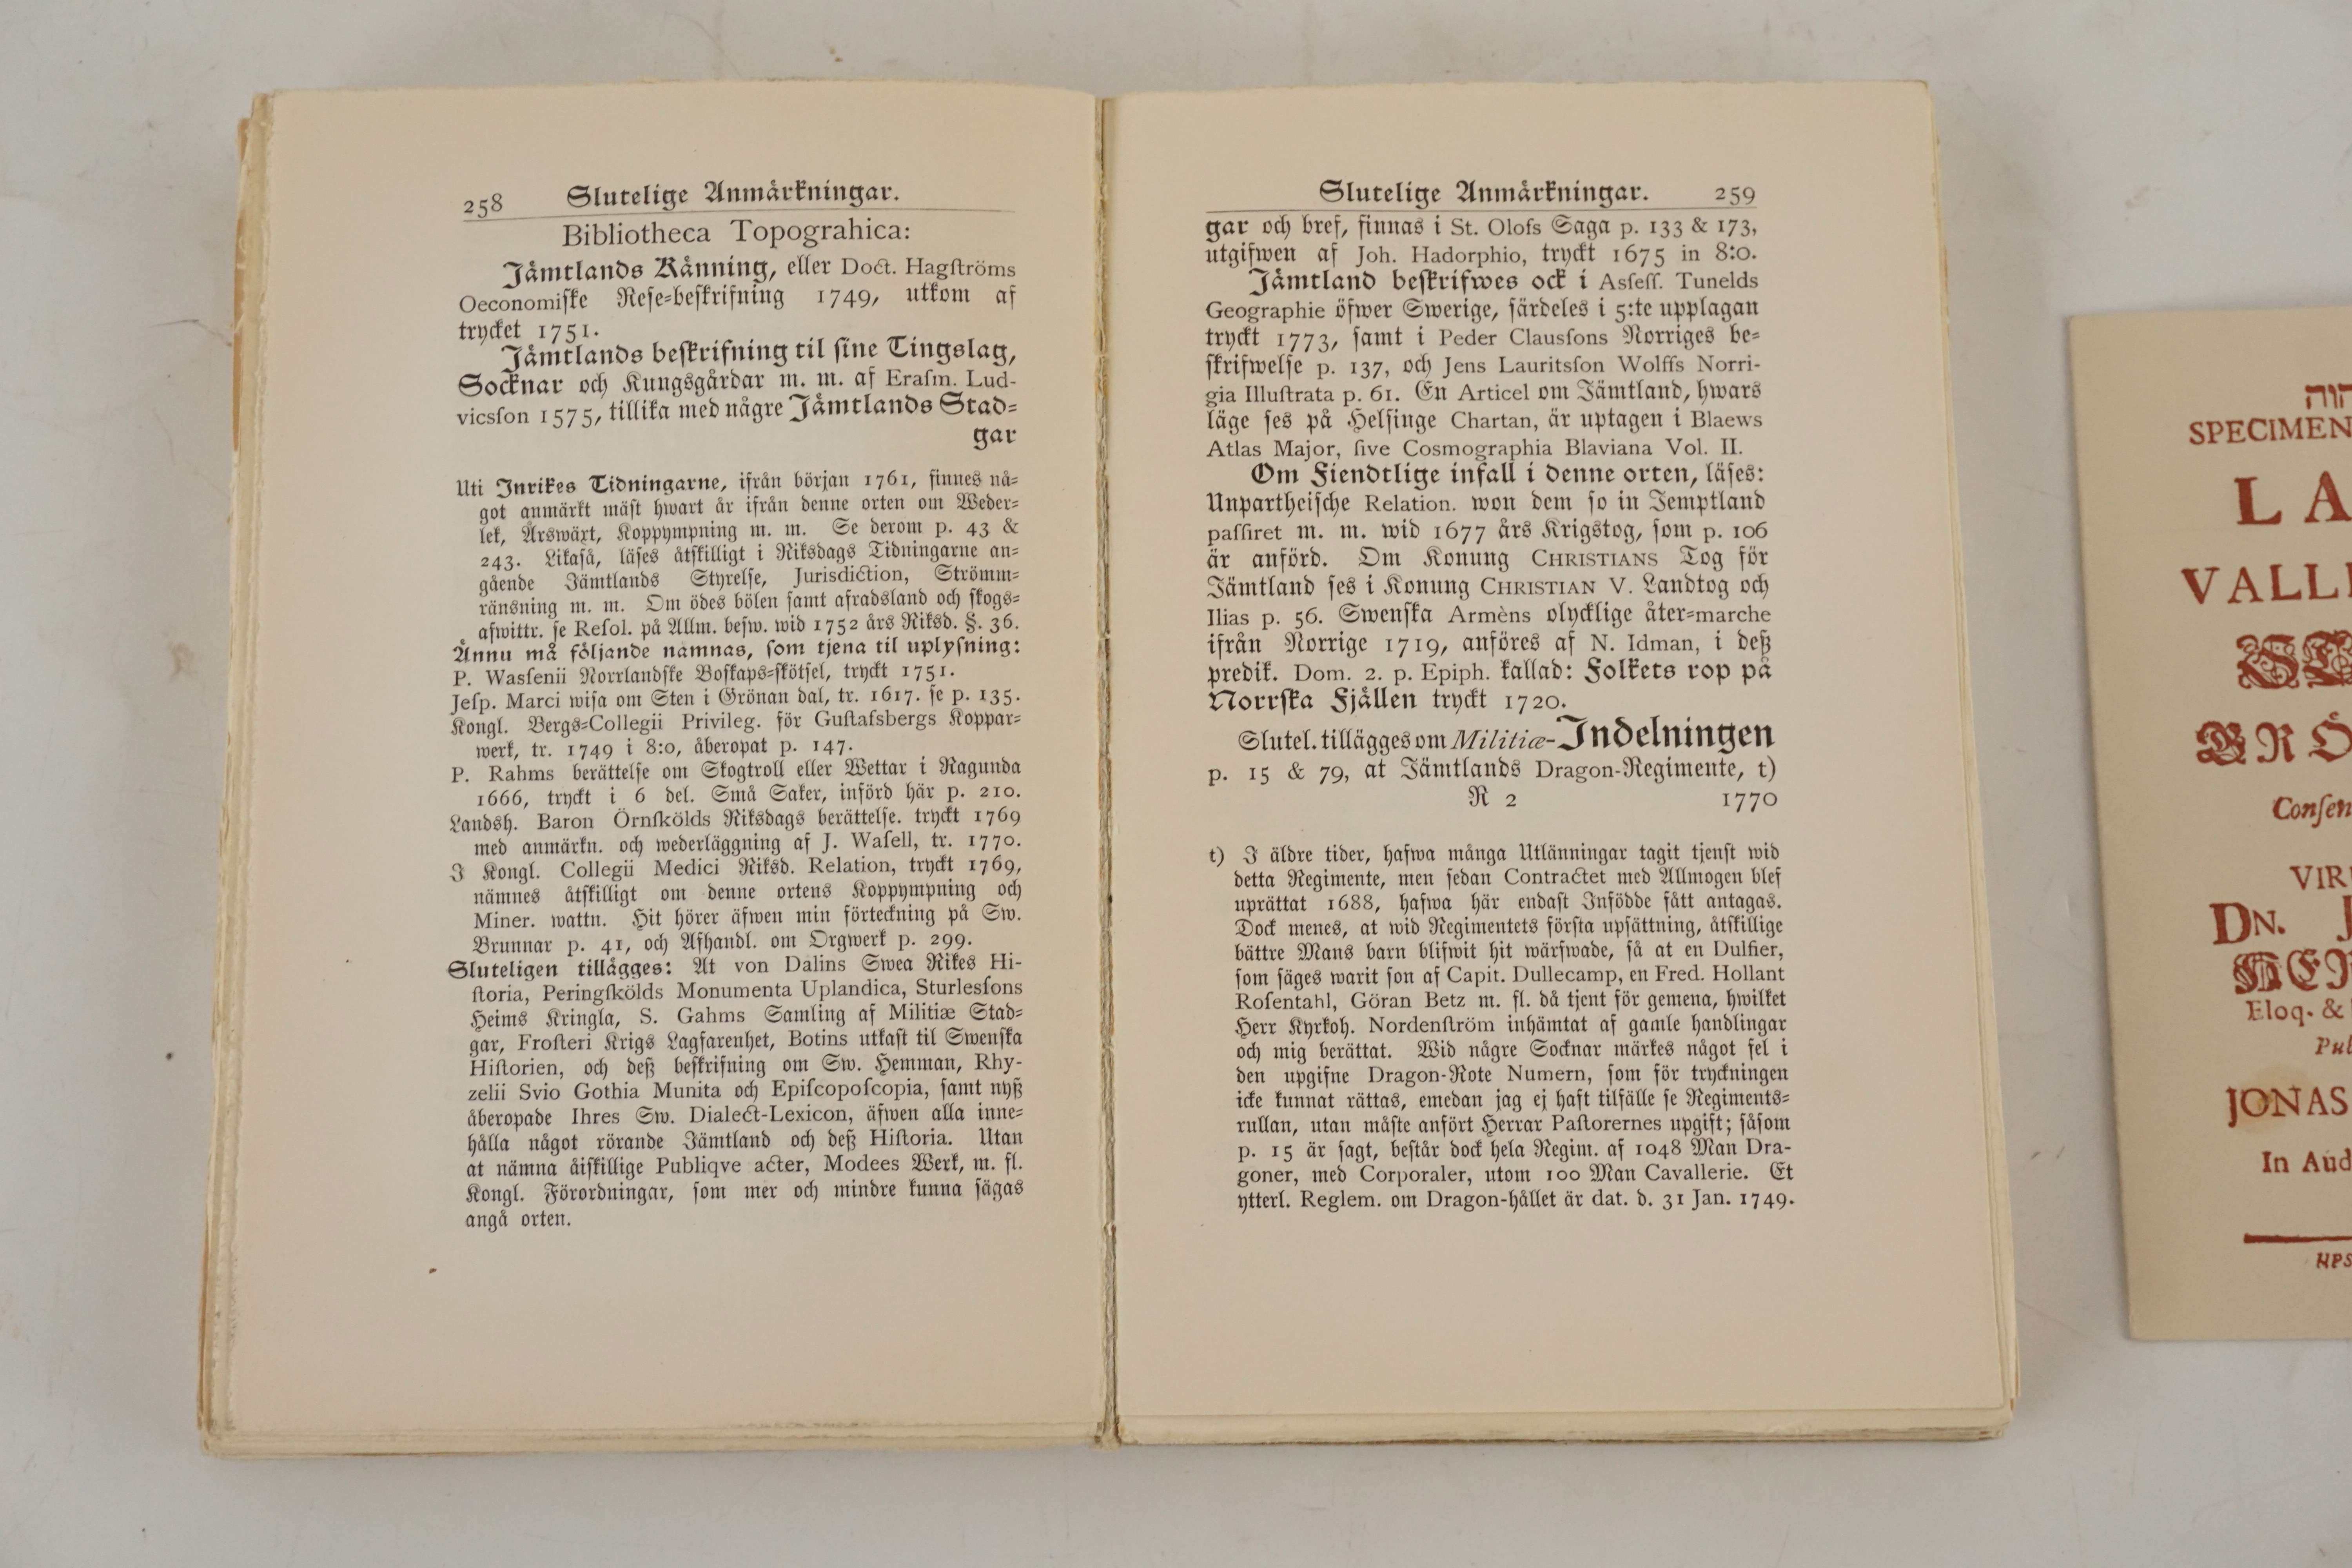 258 Slutelige Anmårkningar.
Bibliotheca Topograhica:
Jåmtlands Rånning, eller Doct. Hagſtröms
Oeconomiſke Reſe=beſkrifning 1749, utkom af
trycket 1751.
Jåmtlands beſkrifning til ſine Tingslag,
Socknar och Kungsgårdar m. m. af Eraſm. Lud-
vicsſon 1575, tillika med någre Jåmtlands Stad=
gar
Uti Inrikes Tidningarne, ifrån början 1761, finnes nå=
got anmärkt mäſt hwart år ifrån denne orten om Weder=
lek, Årswäxt, Koppympning m. m. Se derom p. 43 &
243. Likaſå, läſes åtſkilligt i Riksdags Tidningarne an=
gående Jämtlands Styrelſe, Jurisdiction, Strömm=
ränsning m. m. Om ödes bölen ſamt afradsland och ſkogs=
afwittr. ſe Reſol. på Allm. beſw. wid 1752 års Riksd. §. 36.
Ånnu må följande nämnas, ſom tjena til uplyſning:
P. Wasſenii Norrlandſke Boſkaps=ſkötſel, tryckt 1751.
Jeſp. Marci wiſa om Sten i Grönan dal, tr. 1617. ſe p. 135.
Kongl. Bergs=Collegii Privileg. för Guſtafsbergs Koppar=
werk, tr. 1749 i 8:o, åberopat p. 147.
P. Rahms berättelſe om Skogtroll eller Wettar i Ragunda
1666, tryckt i 6 del. Små Saker, införd här p. 210.
Landsh. Baron Örnſkölds Riksdags berättelſe. tryckt 1769
med anmärkn. och wederläggning af J. Waſell, tr. 1770.
I Kongl. Collegii Medici Riksd. Relation, tryckt 1769,
nämnes åtſkilligt om denne ortens Koppympning och
Miner. wattn. Hit hörer äfwen min förteckning på Sw.
Brunnar p. 41, och Afhandl. om Orgwerk p. 299.
Sluteligen tillågges: At von Dalins Swea Rikes Hi-
ſtoria, Peringſkölds Monumenta Uplandica, Sturlesſons
Heims Kringla, S. Gahms Samling af Militiæ Stad=
gar, Froſteri Krigs Lagfarenhet, Botins utkaſt til Swenſka
Hiſtorien, och deß beſkrifning om Sw. Hemman, Rhy-
zelii Svio Gothia Munita och Epiſcopoſcopia, ſamt nyß
åberopade Ihres Sw. Dialect-Lexicon, äfwen alla inne=
hålla något rörande Jämtland och deß Hiſtoria. Utan
at nämna åiſkillige Publiqve acter, Modees Werk, m. fl.
Kongl. Förordningar, ſom mer och mindre kunna ſägas
angå orten.
Slutelige Anmårkningar. 259
gar och bref, finnas i St. Olofs Saga p. 133 & 173,
utgifwen af Joh. Hadorphio, tryckt 1675 in 8:o.
Jåmtland beſkrifwes ock i Asſeſſ. Tunelds
Geographie öfwer Swerige, ſärdeles i 5:te upplagan
tryckt 1773, ſamt i Peder Clausſons Norriges be=
ſkrifwelſe p. 137, och Jens Lauritsſon Wolffs Norri-
gia Illuſtrata p. 61. En Articel om Jämtland, hwars
läge ſes på Helſinge Chartan, är uptagen i Blaews
Atlas Major, ſive Cosmographia Blaviana Vol. II.
Om Fiendtlige infall i denne orten, läſes:
Unpartheiſche Relation. won dem ſo in Jemptland
pasſiret m. m. wid 1677 års Krigstog, ſom p. 106
är anförd. Om Konung CHRISTIANS Tog för
Jämtland ſes i Konung CHRISTIAN V. Landtog och
Ilias p. 56. Swenſka Armèns olycklige åter=marche
ifrån Norrige 1719, anföres af N. Idman, i deß
predik. Dom. 2. p. Epiph. kallad: Folkets rop på
Norrſka Fjållen tryckt 1720.
Slutel. tillägges om Militiæ-Indelningen
p. 15 & 79, at Jämtlands Dragon-Regimente, t)
R 2 1770
t) I äldre tider, hafwa många Utlänningar tagit tjenſt wid
detta Regimente, men ſedan Contractet med Allmogen blef
uprättat 1688, hafwa här endaſt Infödde fått antagas.
Dock menes, at wid Regimentets förſta upſättning, åtſkillige
bättre Mans barn blifwit hit wärfwade, ſå at en Dulfier,
ſom ſäges warit ſon af Capit. Dullecamp, en Fred. Hollant
Roſentahl, Göran Betz m. fl. då tjent för gemena, hwilket
Herr Kyrkoh. Nordenſtröm inhämtat af gamle handlingar
och mig berättat. Wid någre Socknar märkes något fel i
den upgifne Dragon-Rote Numern, ſom för tryckningen
icke kunnat rättas, emedan jag ej haft tilfälle ſe Regiments=
rullan, utan måſte anfört Herrar Paſtorernes upgift; ſåſom
p. 15 är ſagt, beſtår dock hela Regim. af 1048 Man Dra-
goner, med Corporaler, utom 100 Man Cavallerie. Et
ytterl. Reglem. om Dragon-hållet är dat. d. 31 Jan. 1749.
SPECIMEN
LA
VALL
BRÖ
Conſen
VIR
DN. J
Eloq. &
Pub
JONAS
In Aud
UPS